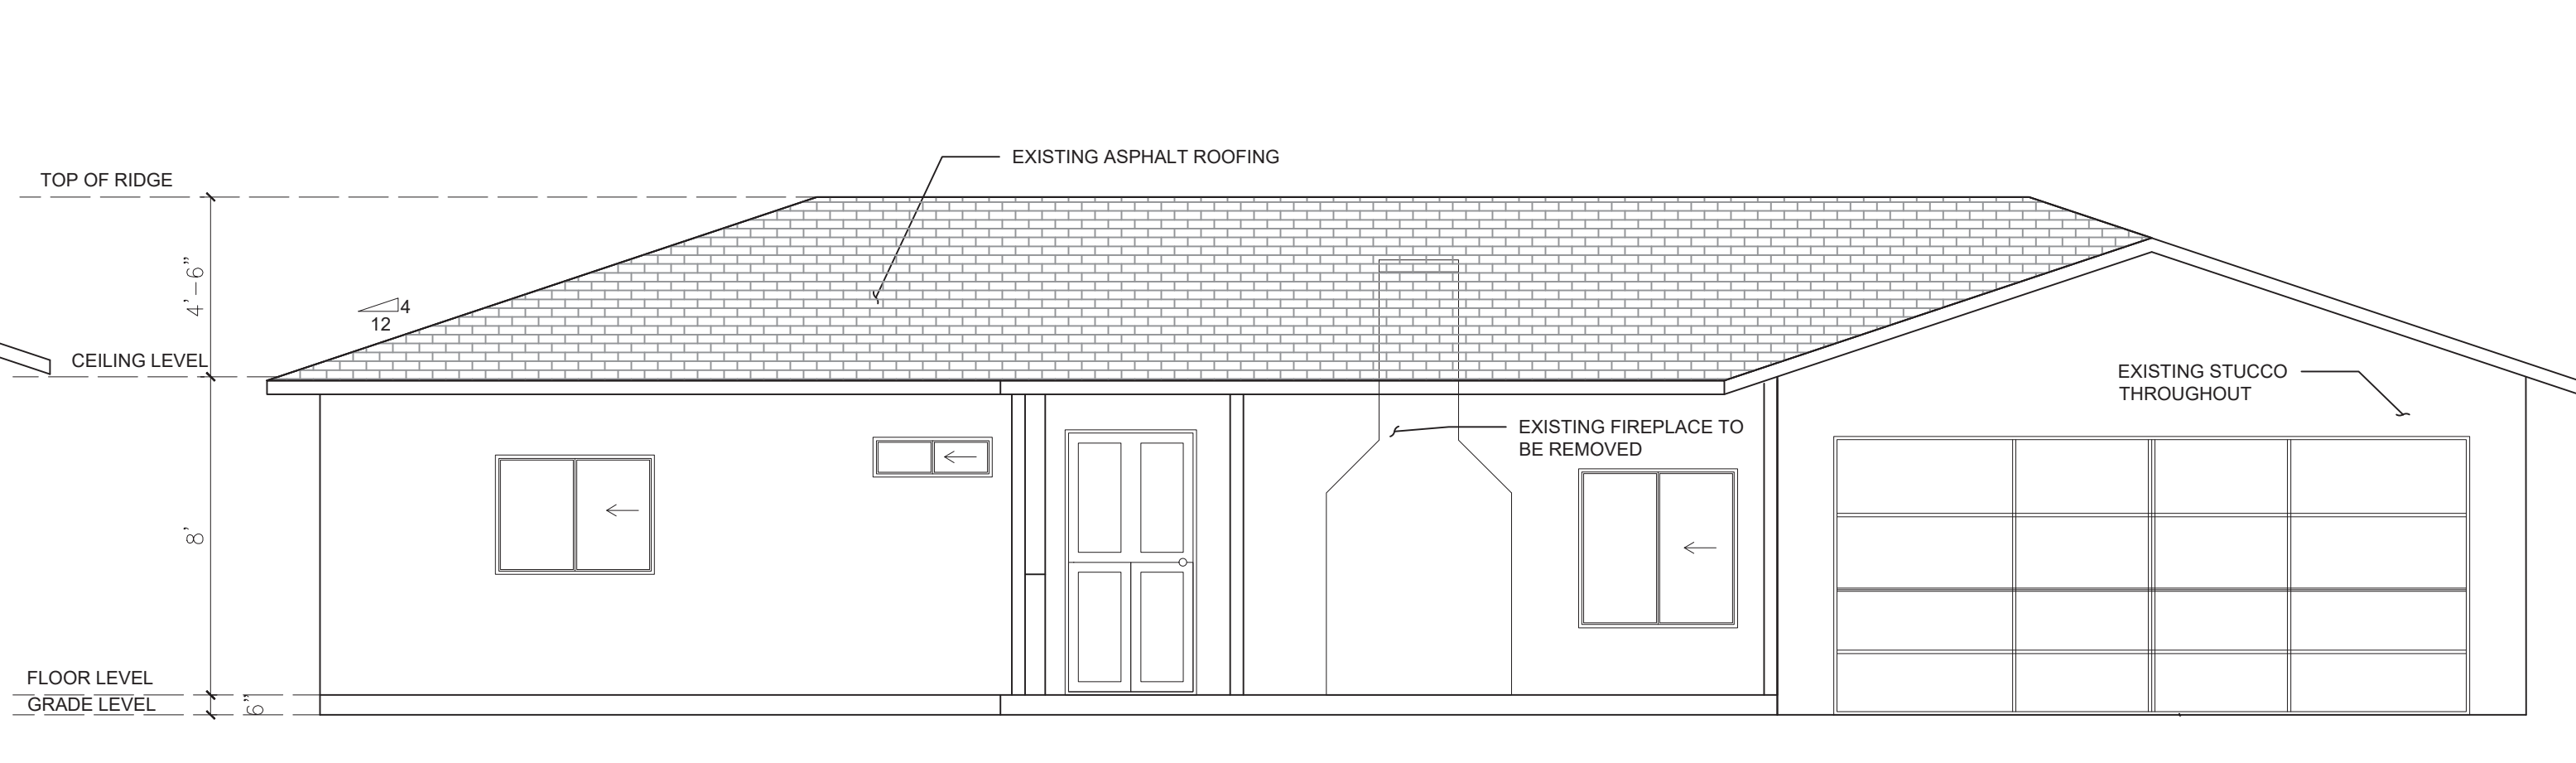 EXISTING ASPHALT ROOFING
TOP OF RIDGE
4'-6"
4
12
CEILING LEVEL
EXISTING STUCCO
THROUGHOUT
EXISTING FIREPLACE TO
BE REMOVED
8'
FLOOR LEVEL
GRADE LEVEL
6"